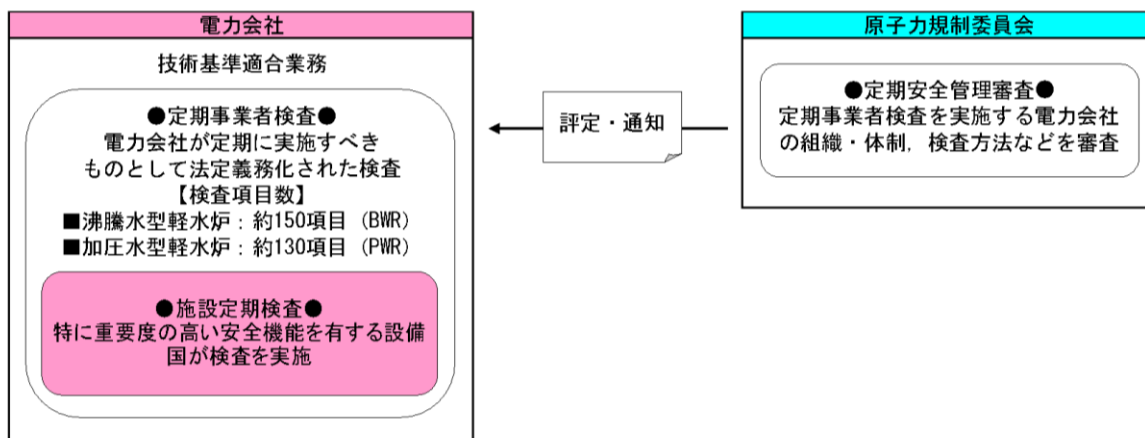 電力会社
技術基準適合業務
●定期事業者検査●
電力会社が定期に実施すべき
ものとして法定義務化された検査
【検査項目数】
■沸騰水型軽水炉：約150項目（BWR）
■加圧水型軽水炉：約130項目（PWR）
●施設定期検査●
特に重要度の高い安全機能を有する設備
国が検査を実施
評定・通知
原子力規制委員会
●定期安全管理審査●
定期事業者検査を実施する電力会社
の組織・体制，検査方法などを審査